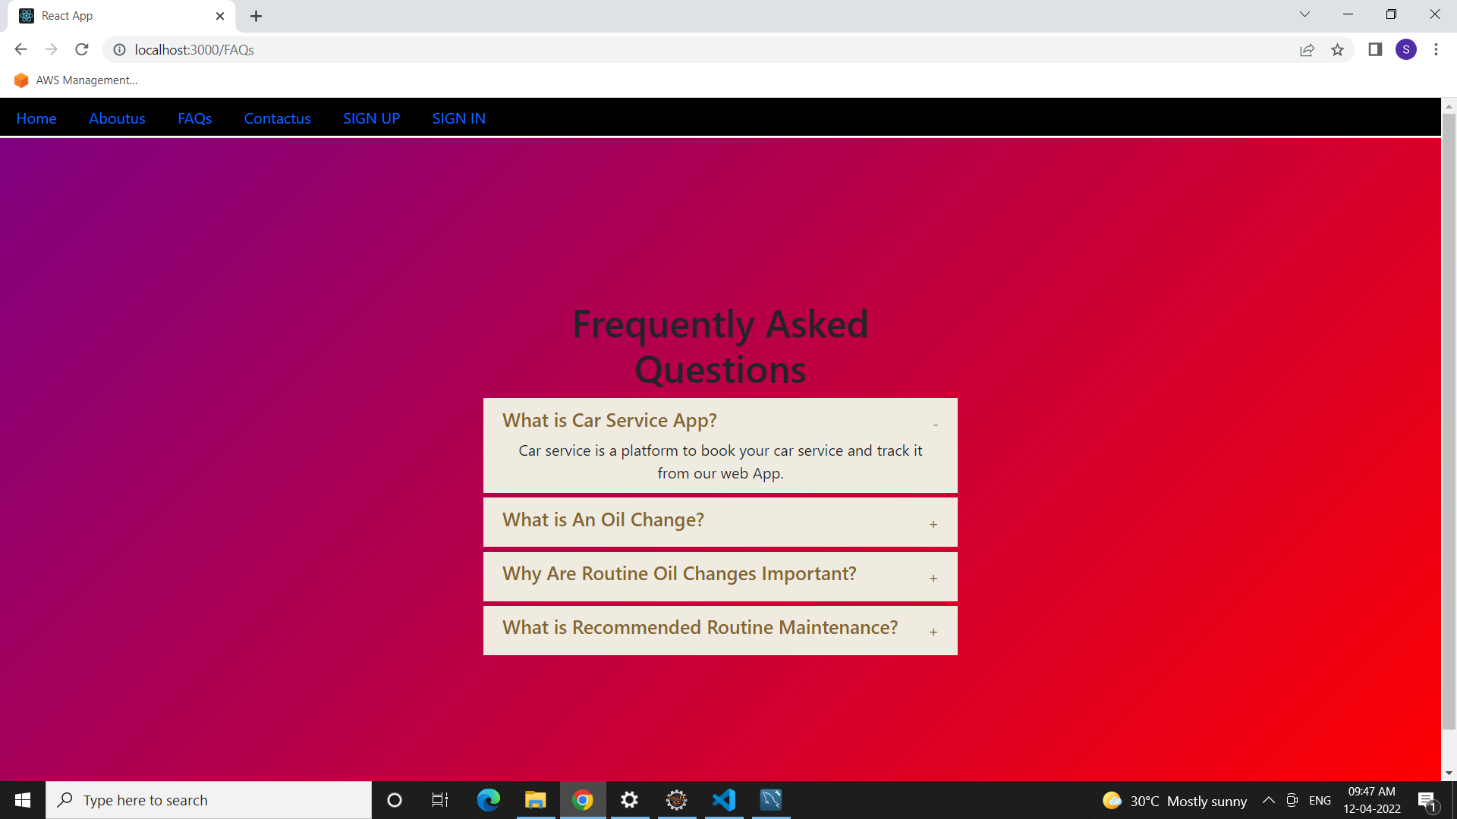 React App
localhost:3000/FAQs
S
AWS Management...
Home Aboutus FAQs Contactus SIGN UP SIGN IN
Frequently Asked
Questions
What is Car Service App? -
Car service is a platform to book your car service and track it
from our web App.
What is An Oil Change? +
Why Are Routine Oil Changes Important? +
What is Recommended Routine Maintenance? +
Type here to search
30°C Mostly sunny
ENG
09:47 AM
12-04-2022
1